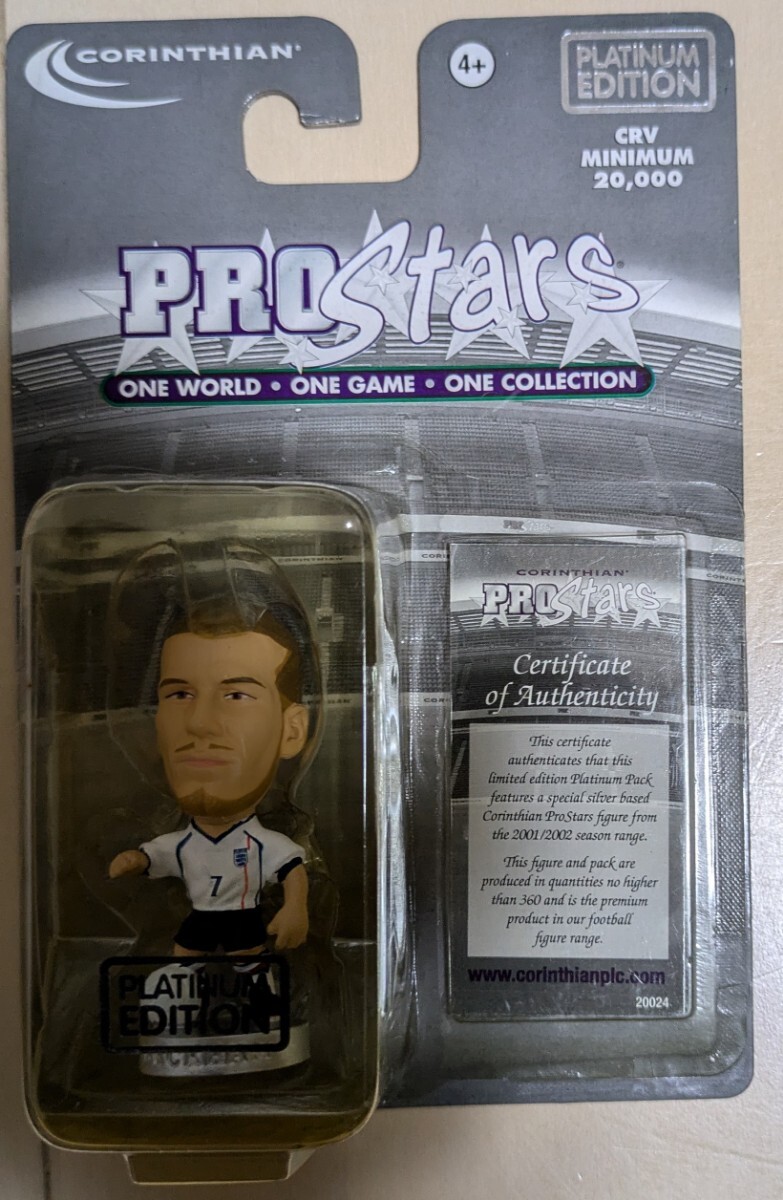 CORINTHIAN
4+
PLATINUM
EDITION
CRV
MINIMUM
20,000
PROStars
ONE WORLD • ONE GAME • ONE COLLECTION
CORINTHIAN
PROStars
Certificate
of Authenticity
This certificate
authenticates that this
limited edition Platinum Pack
features a special silver based
Corinthian ProStars figure from
the 2001/2002 season range.
This figure and pack are
produced in quantities no higher
than 360 and is the premium
product in our football
figure range.
www.corinthianplc.com
20024
7
PLATINUM
EDITION